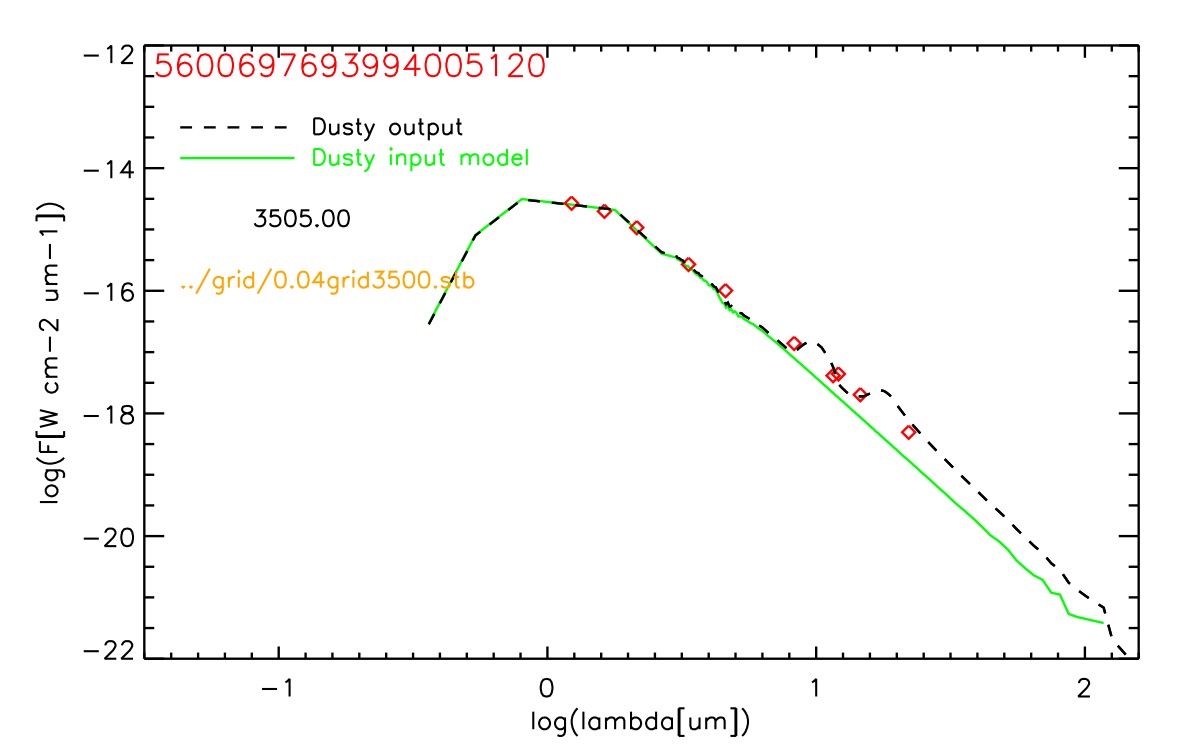 -12
5600697693994005120
Dusty output
Dusty input model
-14
3505.00
../grid/0.04grid3500.stb
-16
-18
-20
-22
log(F[W cm-2 um-1])
-1 0 1 2
log(lambda[um])